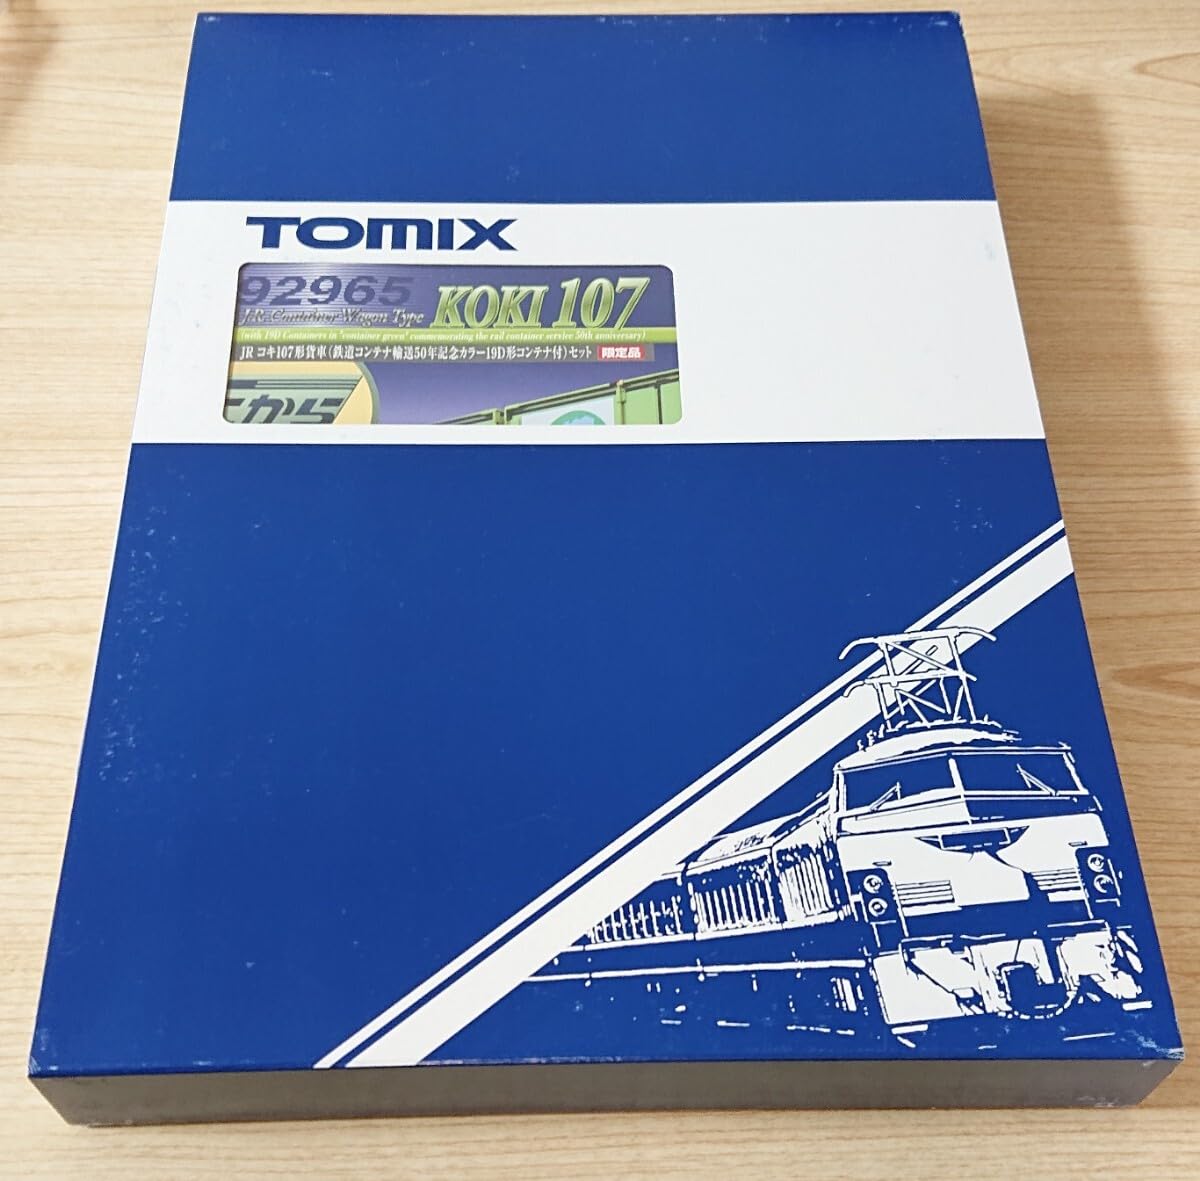 TOMIX
92965
J.R. Container Wagon Type KOKI 107
(with 19D Containers in "container green" commemorating the rail container service 50th anniversary)
JR コキ107形貨車(鉄道コンテナ輸送50年記念カラー19D形コンテナ付)セット 限定品
から